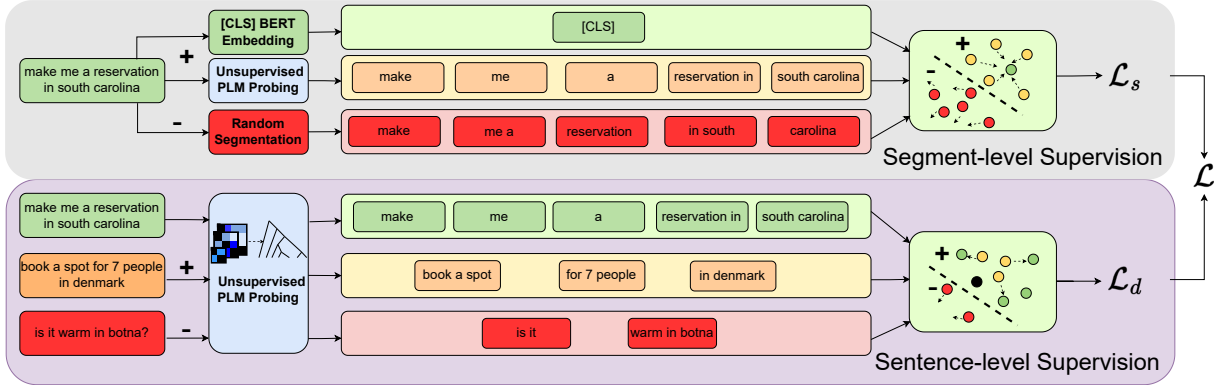 [CLS] BERT
Embedding
[CLS]
+
make me a reservation
in south carolina
Unsupervised
PLM Probing
make
me
a
reservation in
south carolina
-
Random
Segmentation
make
me a
reservation
in south
carolina
+
-
ℒs
Segment-level Supervision
ℒ
make me a reservation
in south carolina
make
me
a
reservation in
south carolina
book a spot for 7 people
in denmark
+
Unsupervised
PLM Probing
book a spot
for 7 people
in denmark
is it warm in botna?
-
is it
warm in botna
+
-
ℒd
Sentence-level Supervision